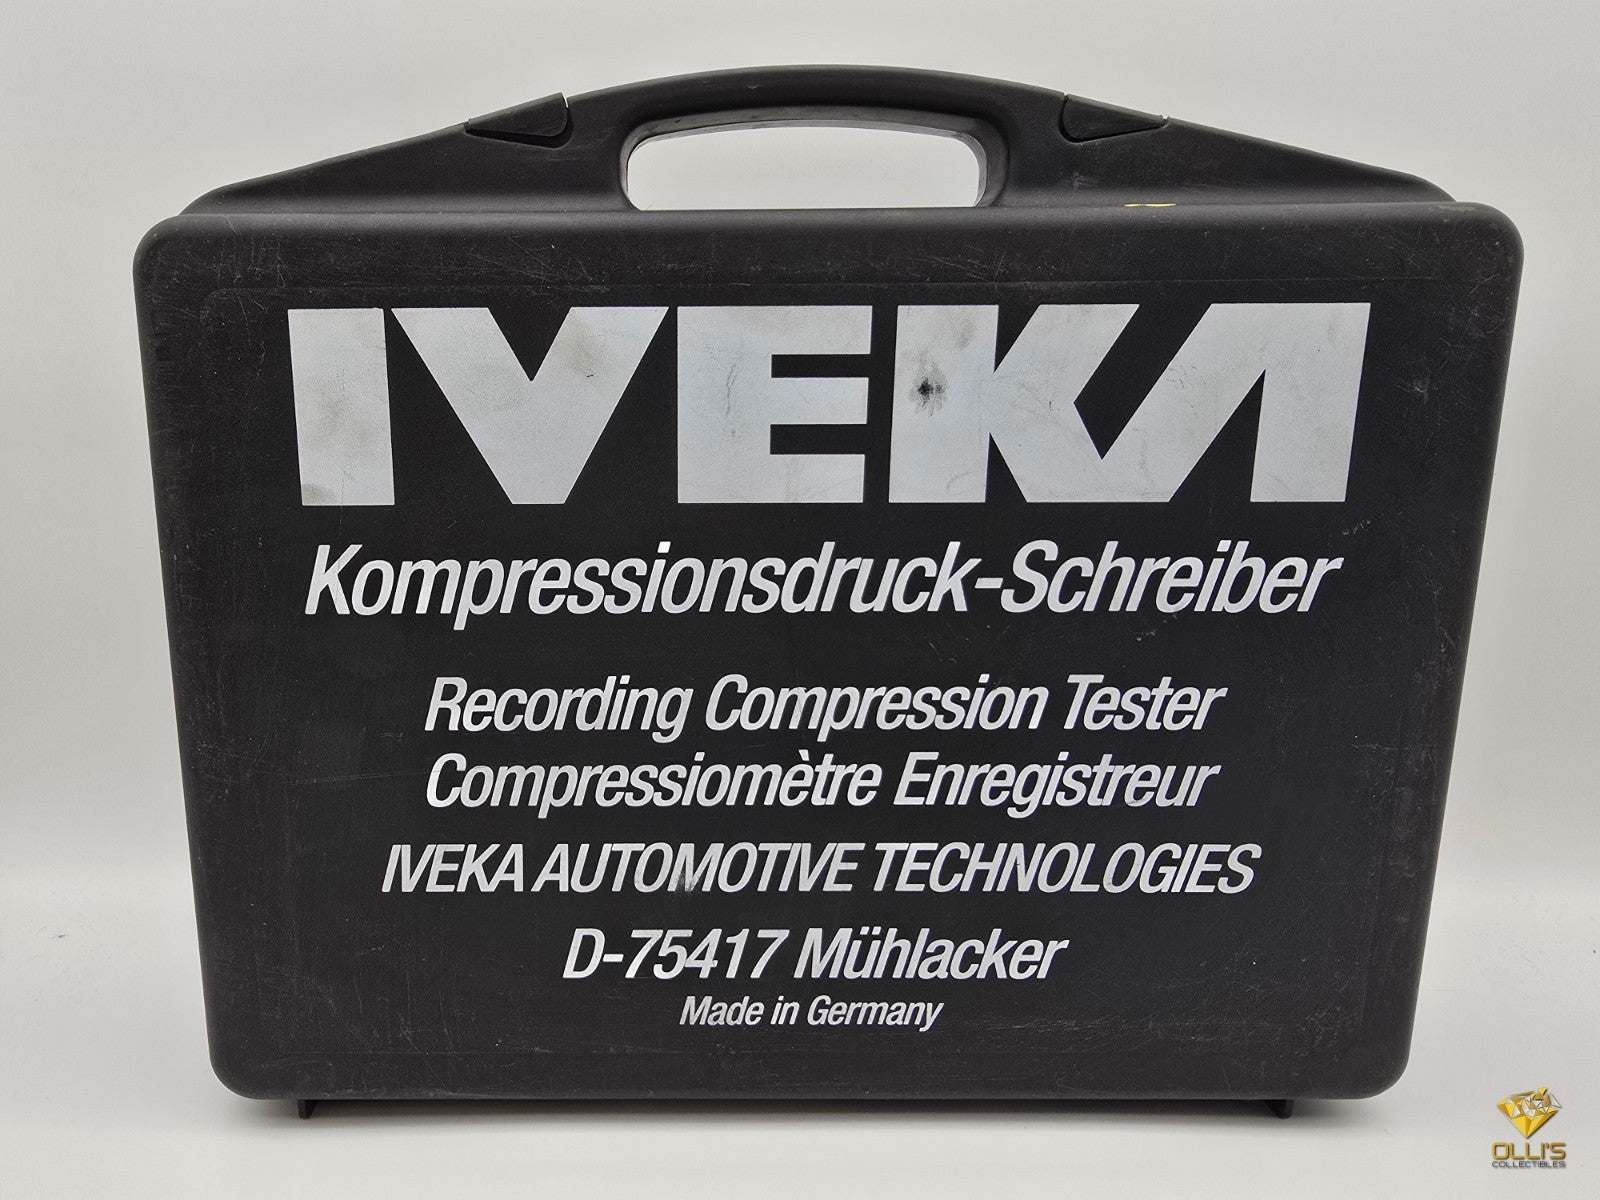 IVEKA
Kompressionsdruck-Schreiber
Recording Compression Tester
Compressiomètre Enregistreur
IVEKA AUTOMOTIVE TECHNOLOGIES
D-75417 Mühlacker
Made in Germany
OLLI'S
COLLECTIBLES